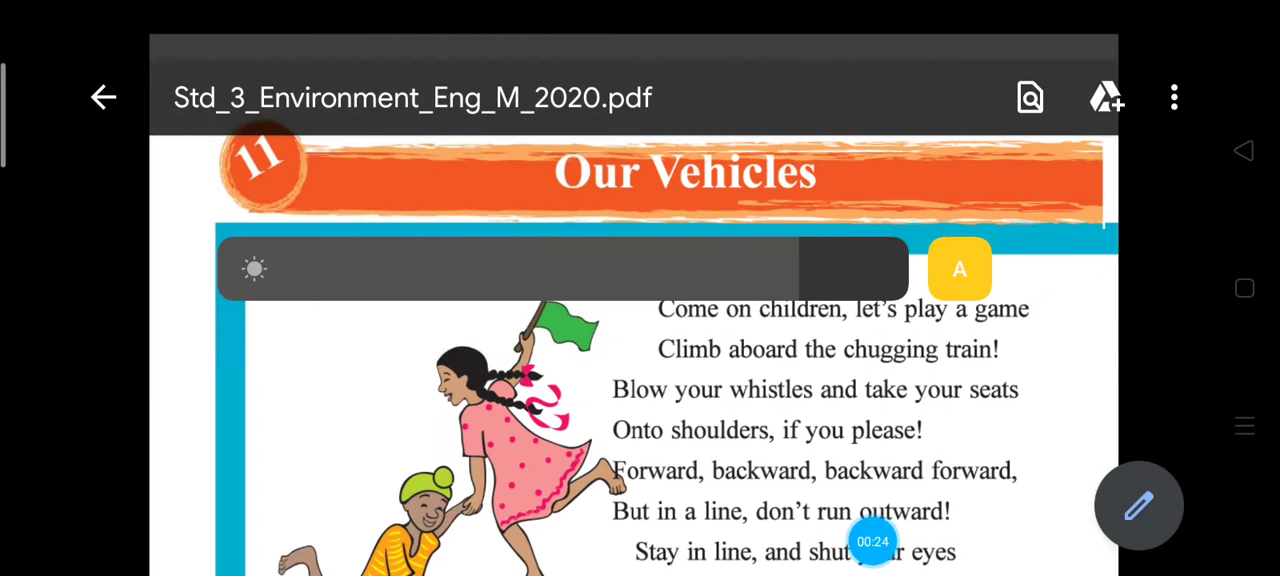 Std_3_Environment_Eng_M_2020.pdf
11
Our Vehicles
A
Come on children, let's play a game
Climb aboard the chugging train!
Blow your whistles and take your seats
Onto shoulders, if you please!
Forward, backward, backward forward,
But in a line, don't run outward!
00:24
Stay in line, and shut your eyes